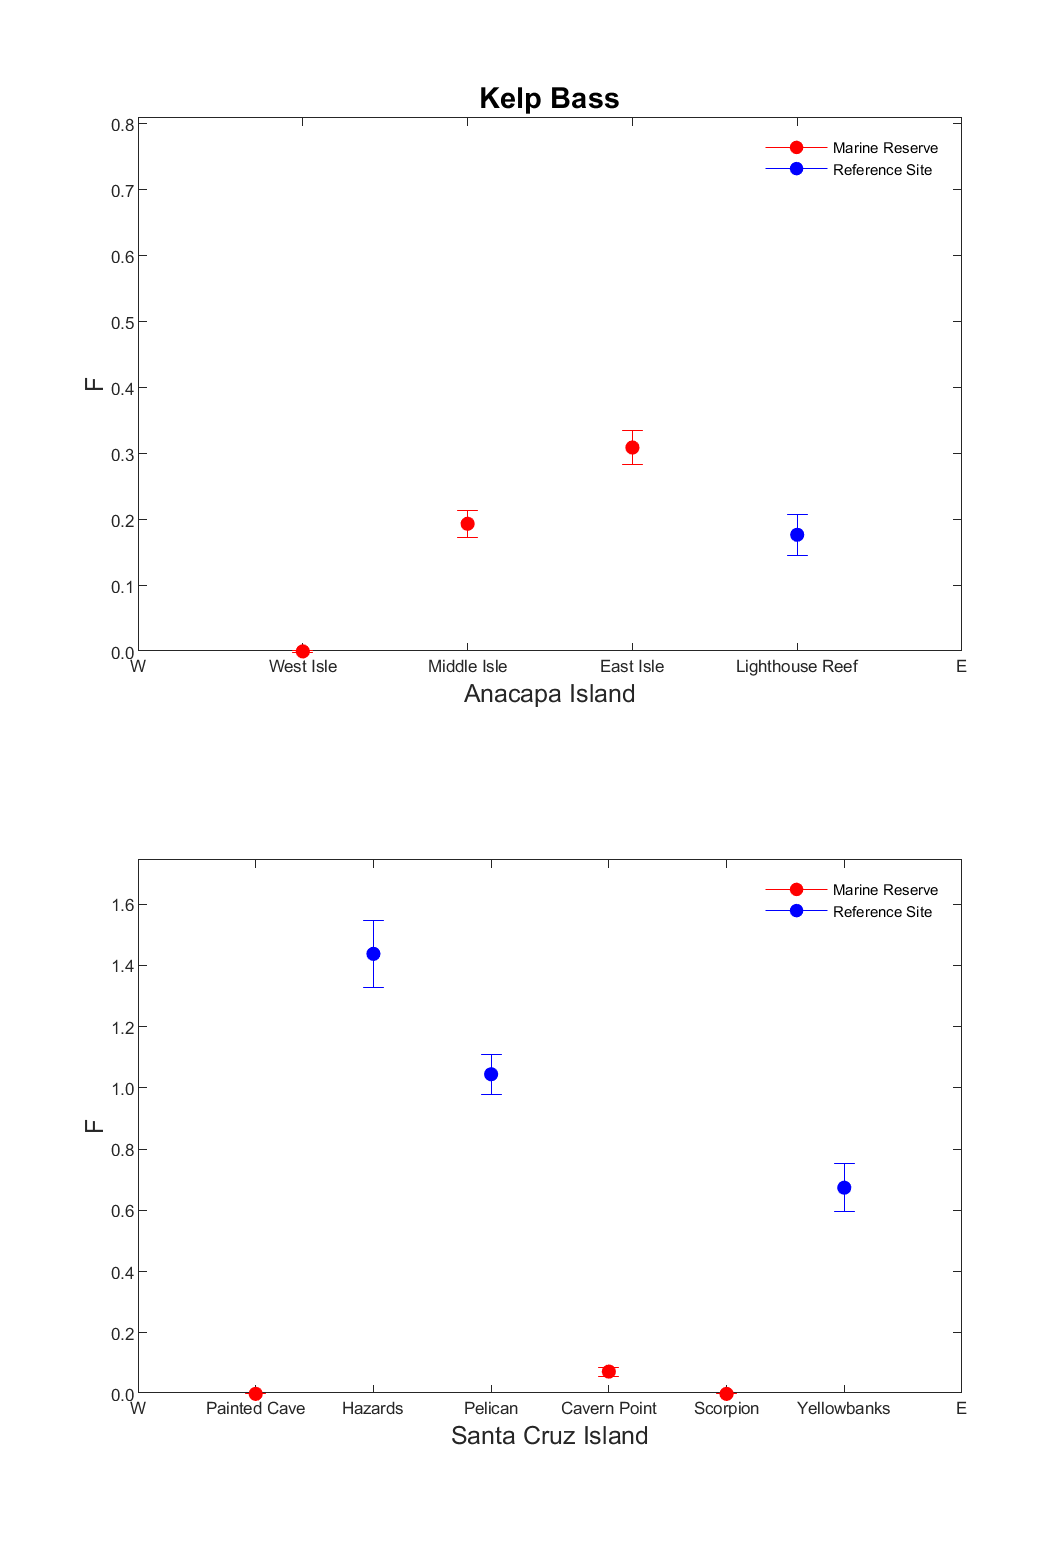 Kelp Bass
0.8
Marine Reserve
Reference Site
0.7
0.6
0.5
F
0.4
0.3
0.2
0.1
0.0
W West Isle Middle Isle East Isle Lighthouse Reef E
Anacapa Island
Marine Reserve
1.6
Reference Site
1.4
1.2
1.0
F
0.8
0.6
0.4
0.2
0.0
W Painted Cave Hazards Pelican Cavern Point Scorpion Yellowbanks E
Santa Cruz Island